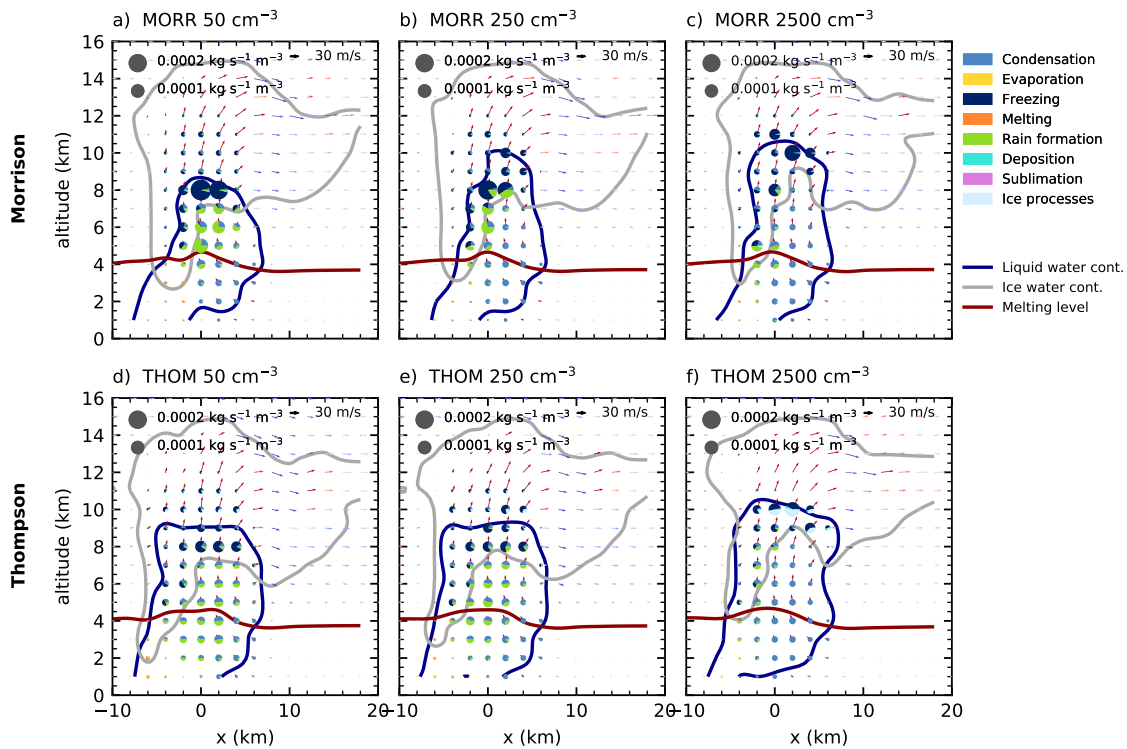 a) MORR 50 cm⁻³
b) MORR 250 cm⁻³
c) MORR 2500 cm⁻³
Morrison
altitude (km)
16
14
12
10
8
6
4
2
0
0.0002 kg s⁻¹ m⁻³
30 m/s
0.0001 kg s⁻¹ m⁻³
0.0002 kg s⁻¹ m⁻³
30 m/s
0.0001 kg s⁻¹ m⁻³
0.0002 kg s⁻¹ m⁻³
30 m/s
0.0001 kg s⁻¹ m⁻³
Condensation
Evaporation
Freezing
Melting
Rain formation
Deposition
Sublimation
Ice processes
Liquid water cont.
Ice water cont.
Melting level
d) THOM 50 cm⁻³
e) THOM 250 cm⁻³
f) THOM 2500 cm⁻³
Thompson
altitude (km)
16
14
12
10
8
6
4
2
0
0.0002 kg s⁻¹ m⁻³
30 m/s
0.0001 kg s⁻¹ m⁻³
0.0002 kg s⁻¹ m⁻³
30 m/s
0.0001 kg s⁻¹ m⁻³
0.0002 kg s⁻¹ m⁻³
30 m/s
0.0001 kg s⁻¹ m⁻³
−10 0 10 20
−10 0 10 20
−10 0 10 20
x (km)
x (km)
x (km)